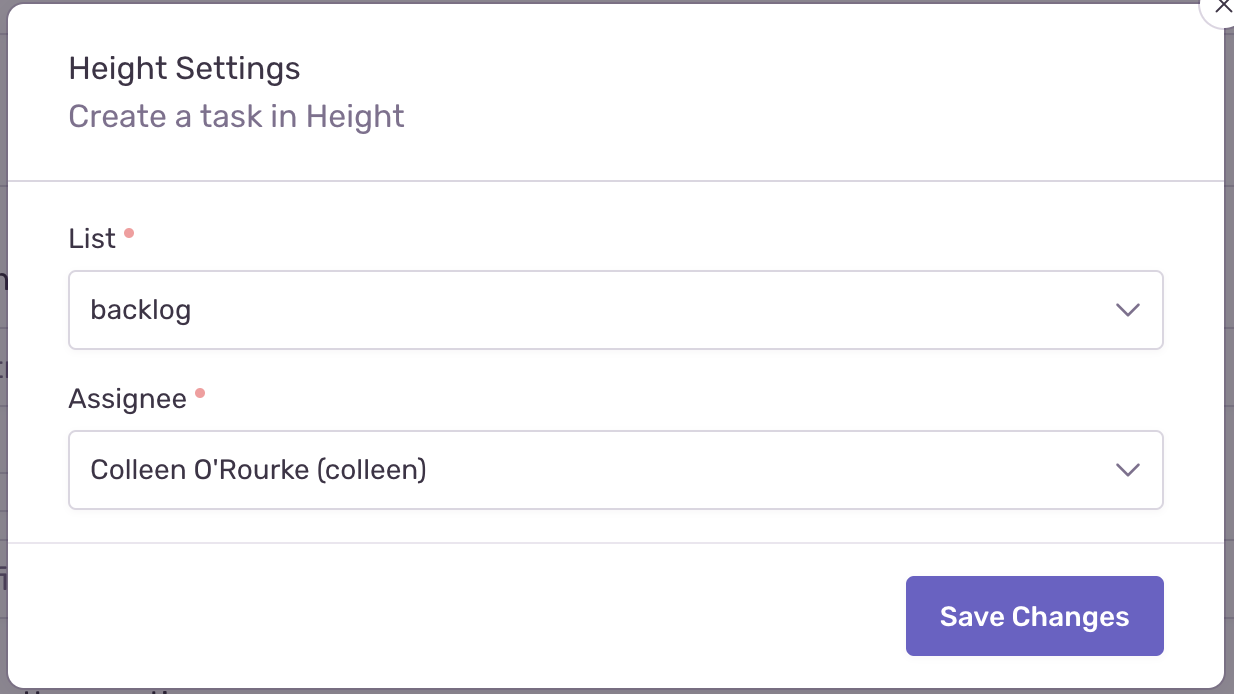 Height Settings
Create a task in Height
List
backlog
Assignee
Colleen O'Rourke (colleen)
Save Changes